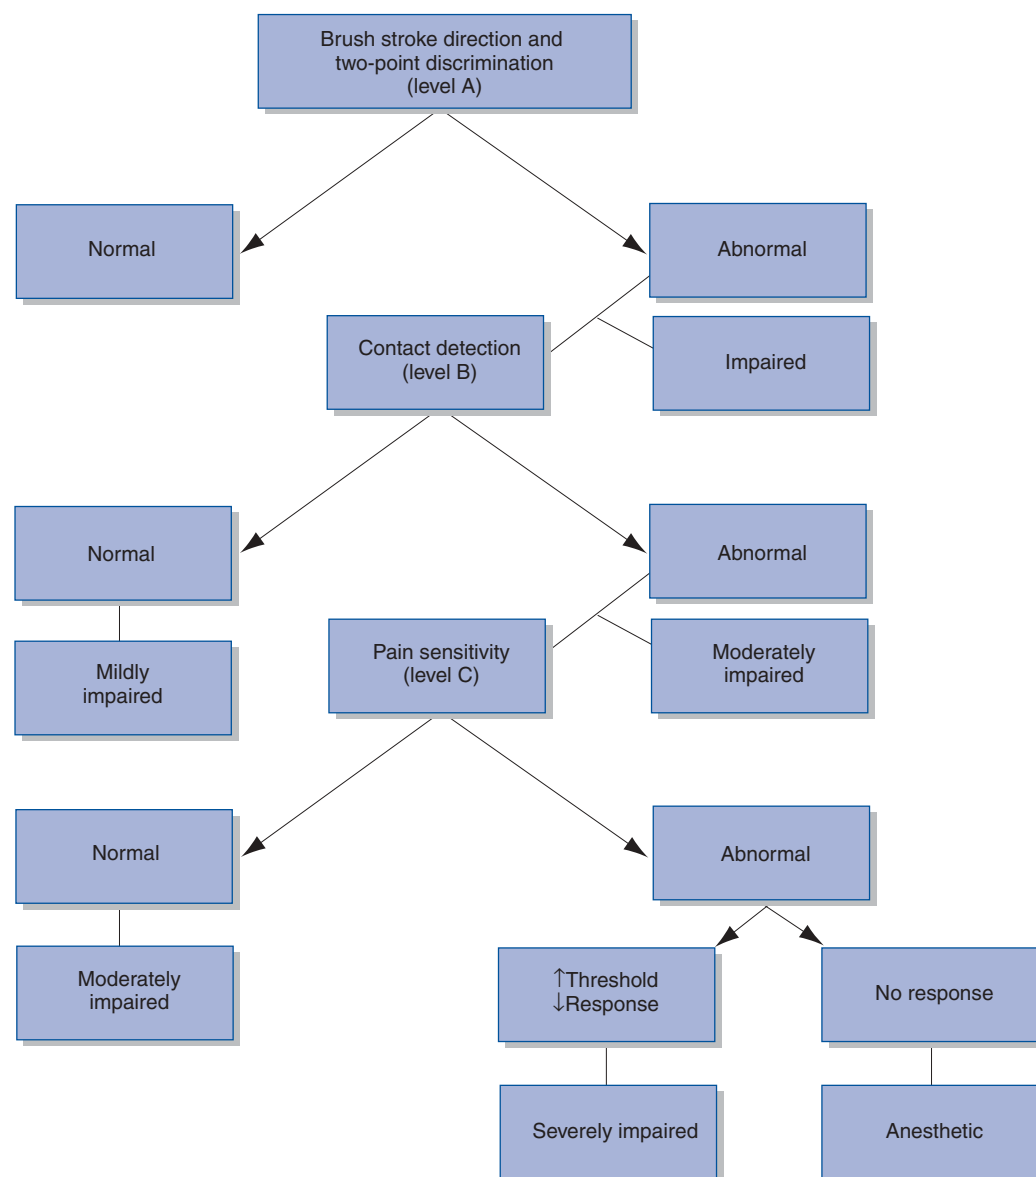 Brush stroke direction and
two-point discrimination
(level A)
Normal
Abnormal
Contact detection
(level B)
Impaired
Normal
Abnormal
Mildly
impaired
Pain sensitivity
(level C)
Moderately
impaired
Normal
Abnormal
Moderately
impaired
↑Threshold
↓Response
No response
Severely impaired
Anesthetic